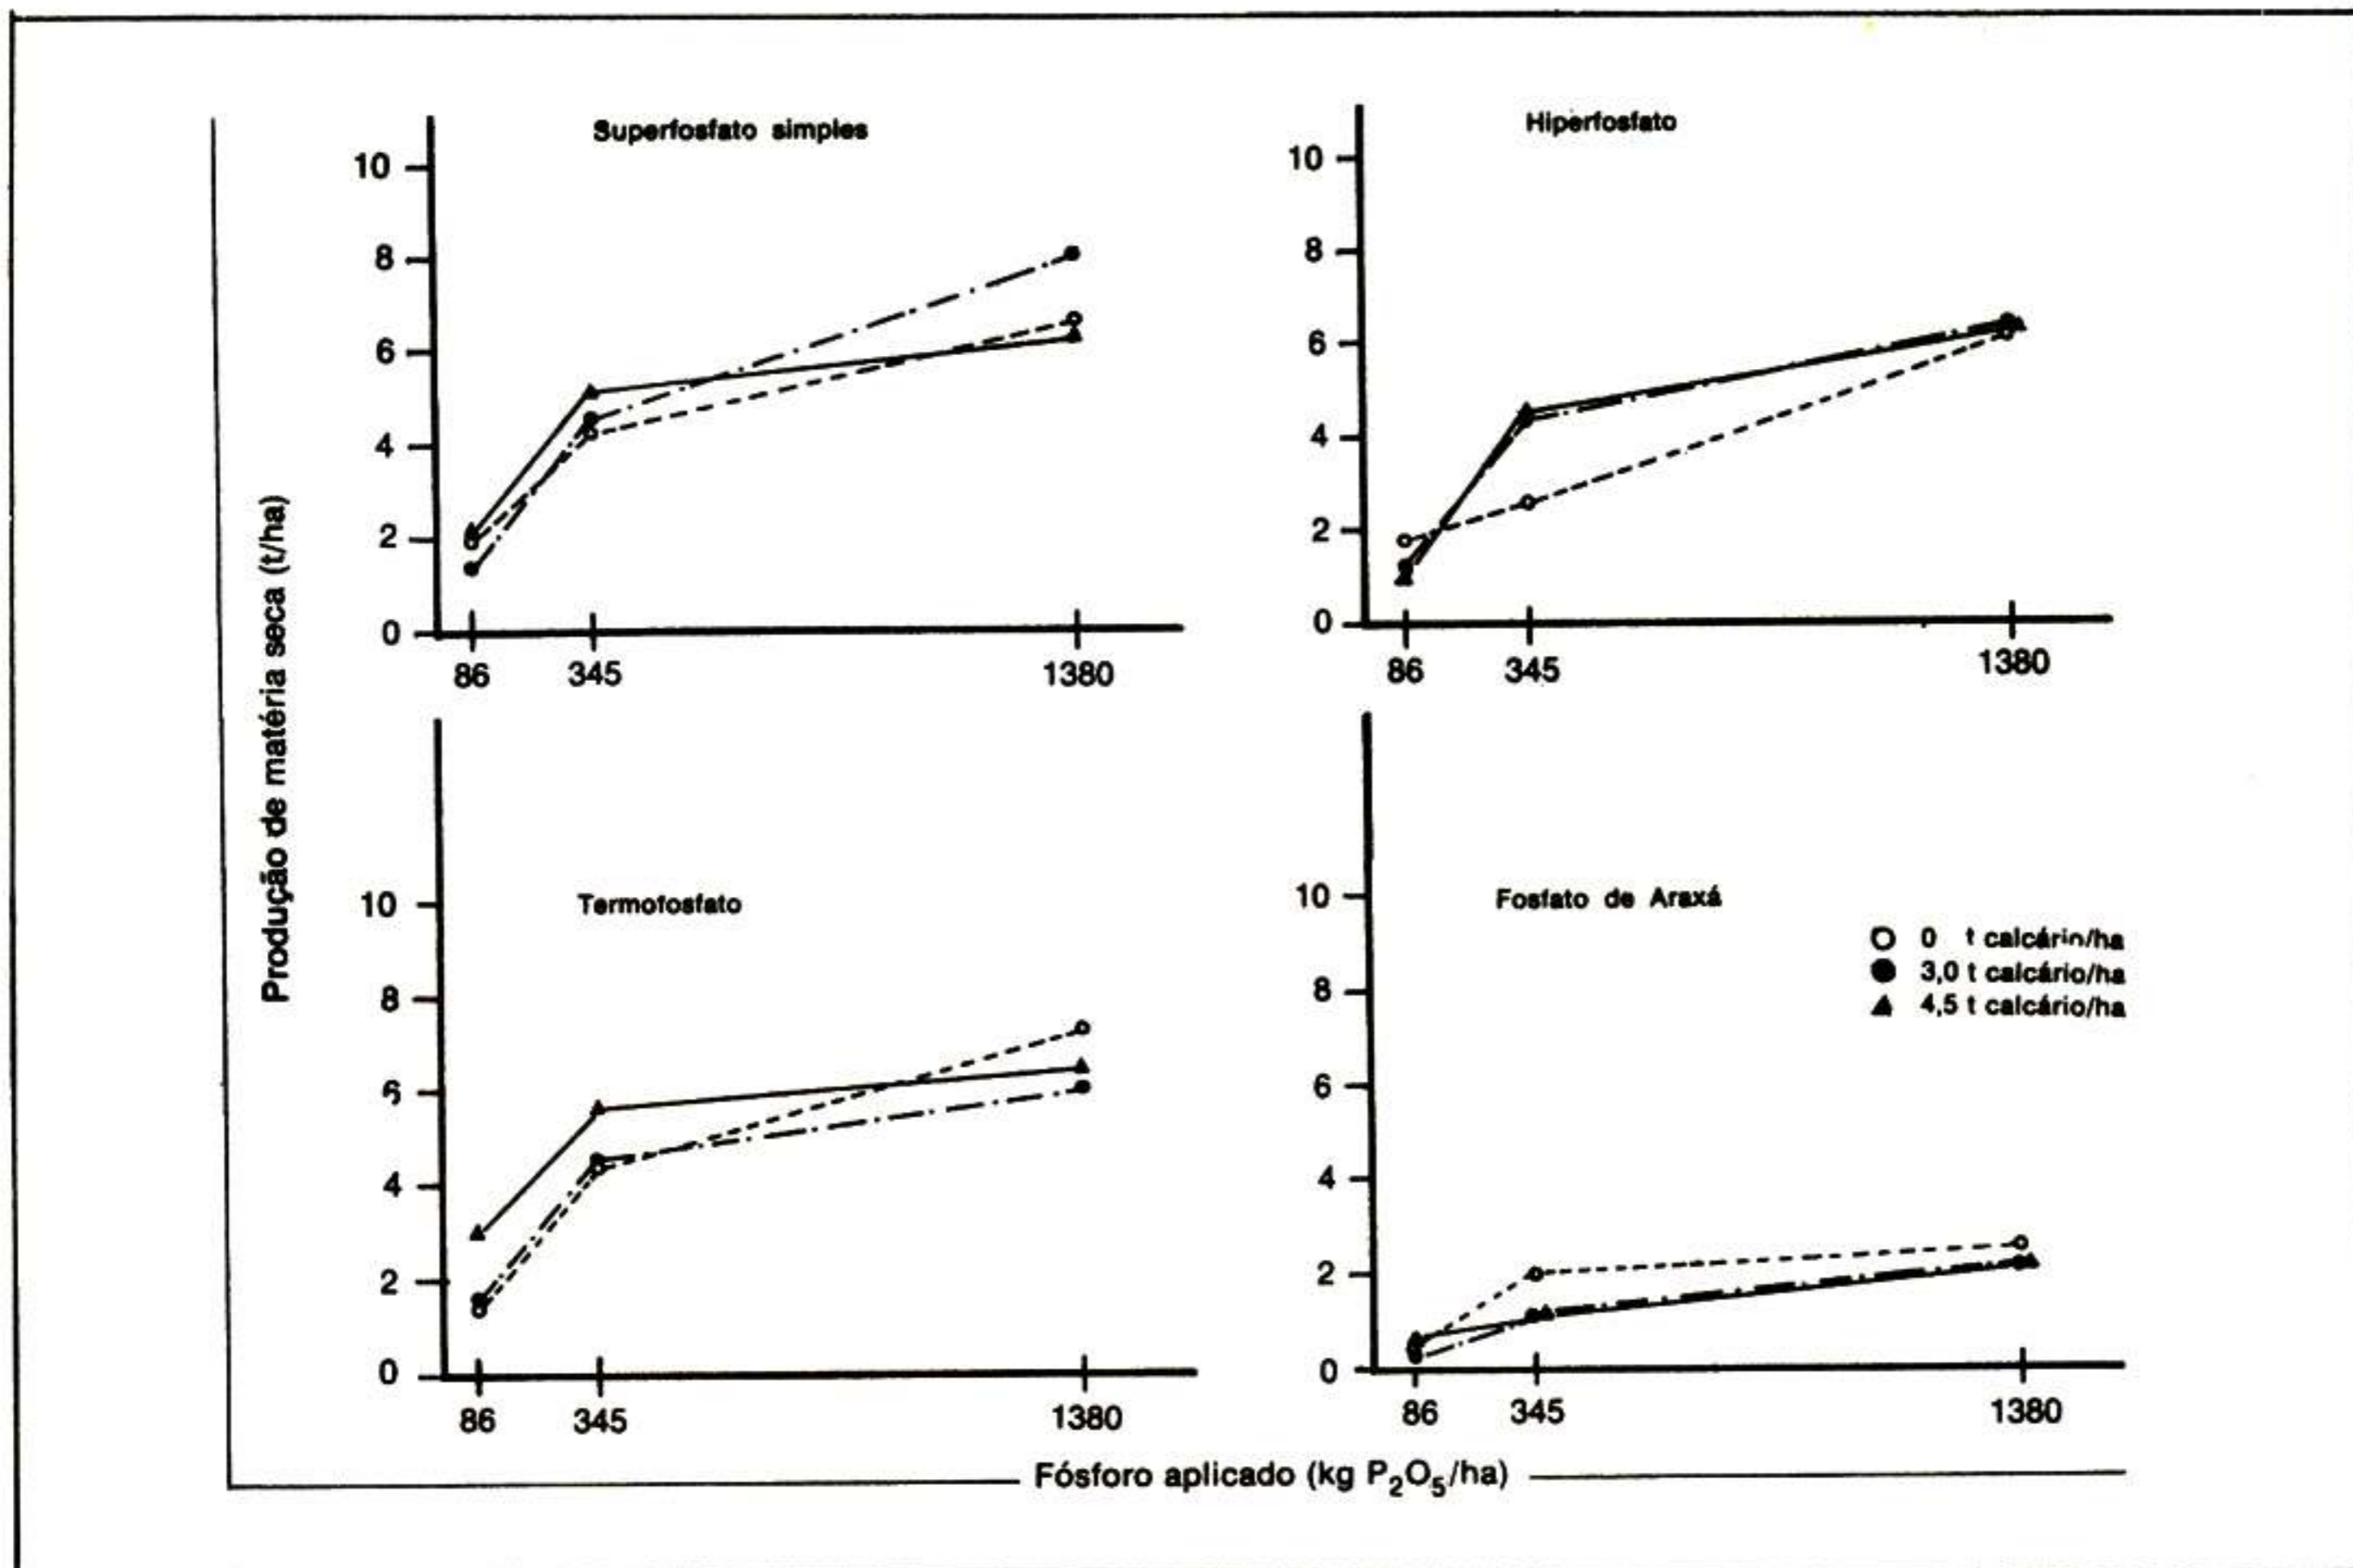 Produção de matéria seca (t/ha)
Superfosfato simples
10
8
6
4
2
0
86 345 1380
Hiperfosfato
10
8
6
4
2
0
86 345 1380
Termofosfato
10
8
6
4
2
0
86 345 1380
Fosfato de Araxá
10
8
6
4
2
0
86 345 1380
0 t calcário/ha
3,0 t calcário/ha
4,5 t calcário/ha
Fósforo aplicado (kg P₂O₅/ha)